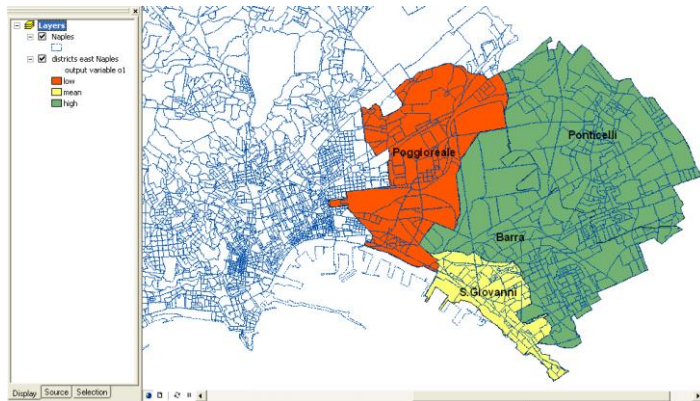 Layers
Naples
districts east Naples
output variable o1
low
mean
high
Display Source Selection
Poggioreale
Ponticelli
Barra
S.Giovanni